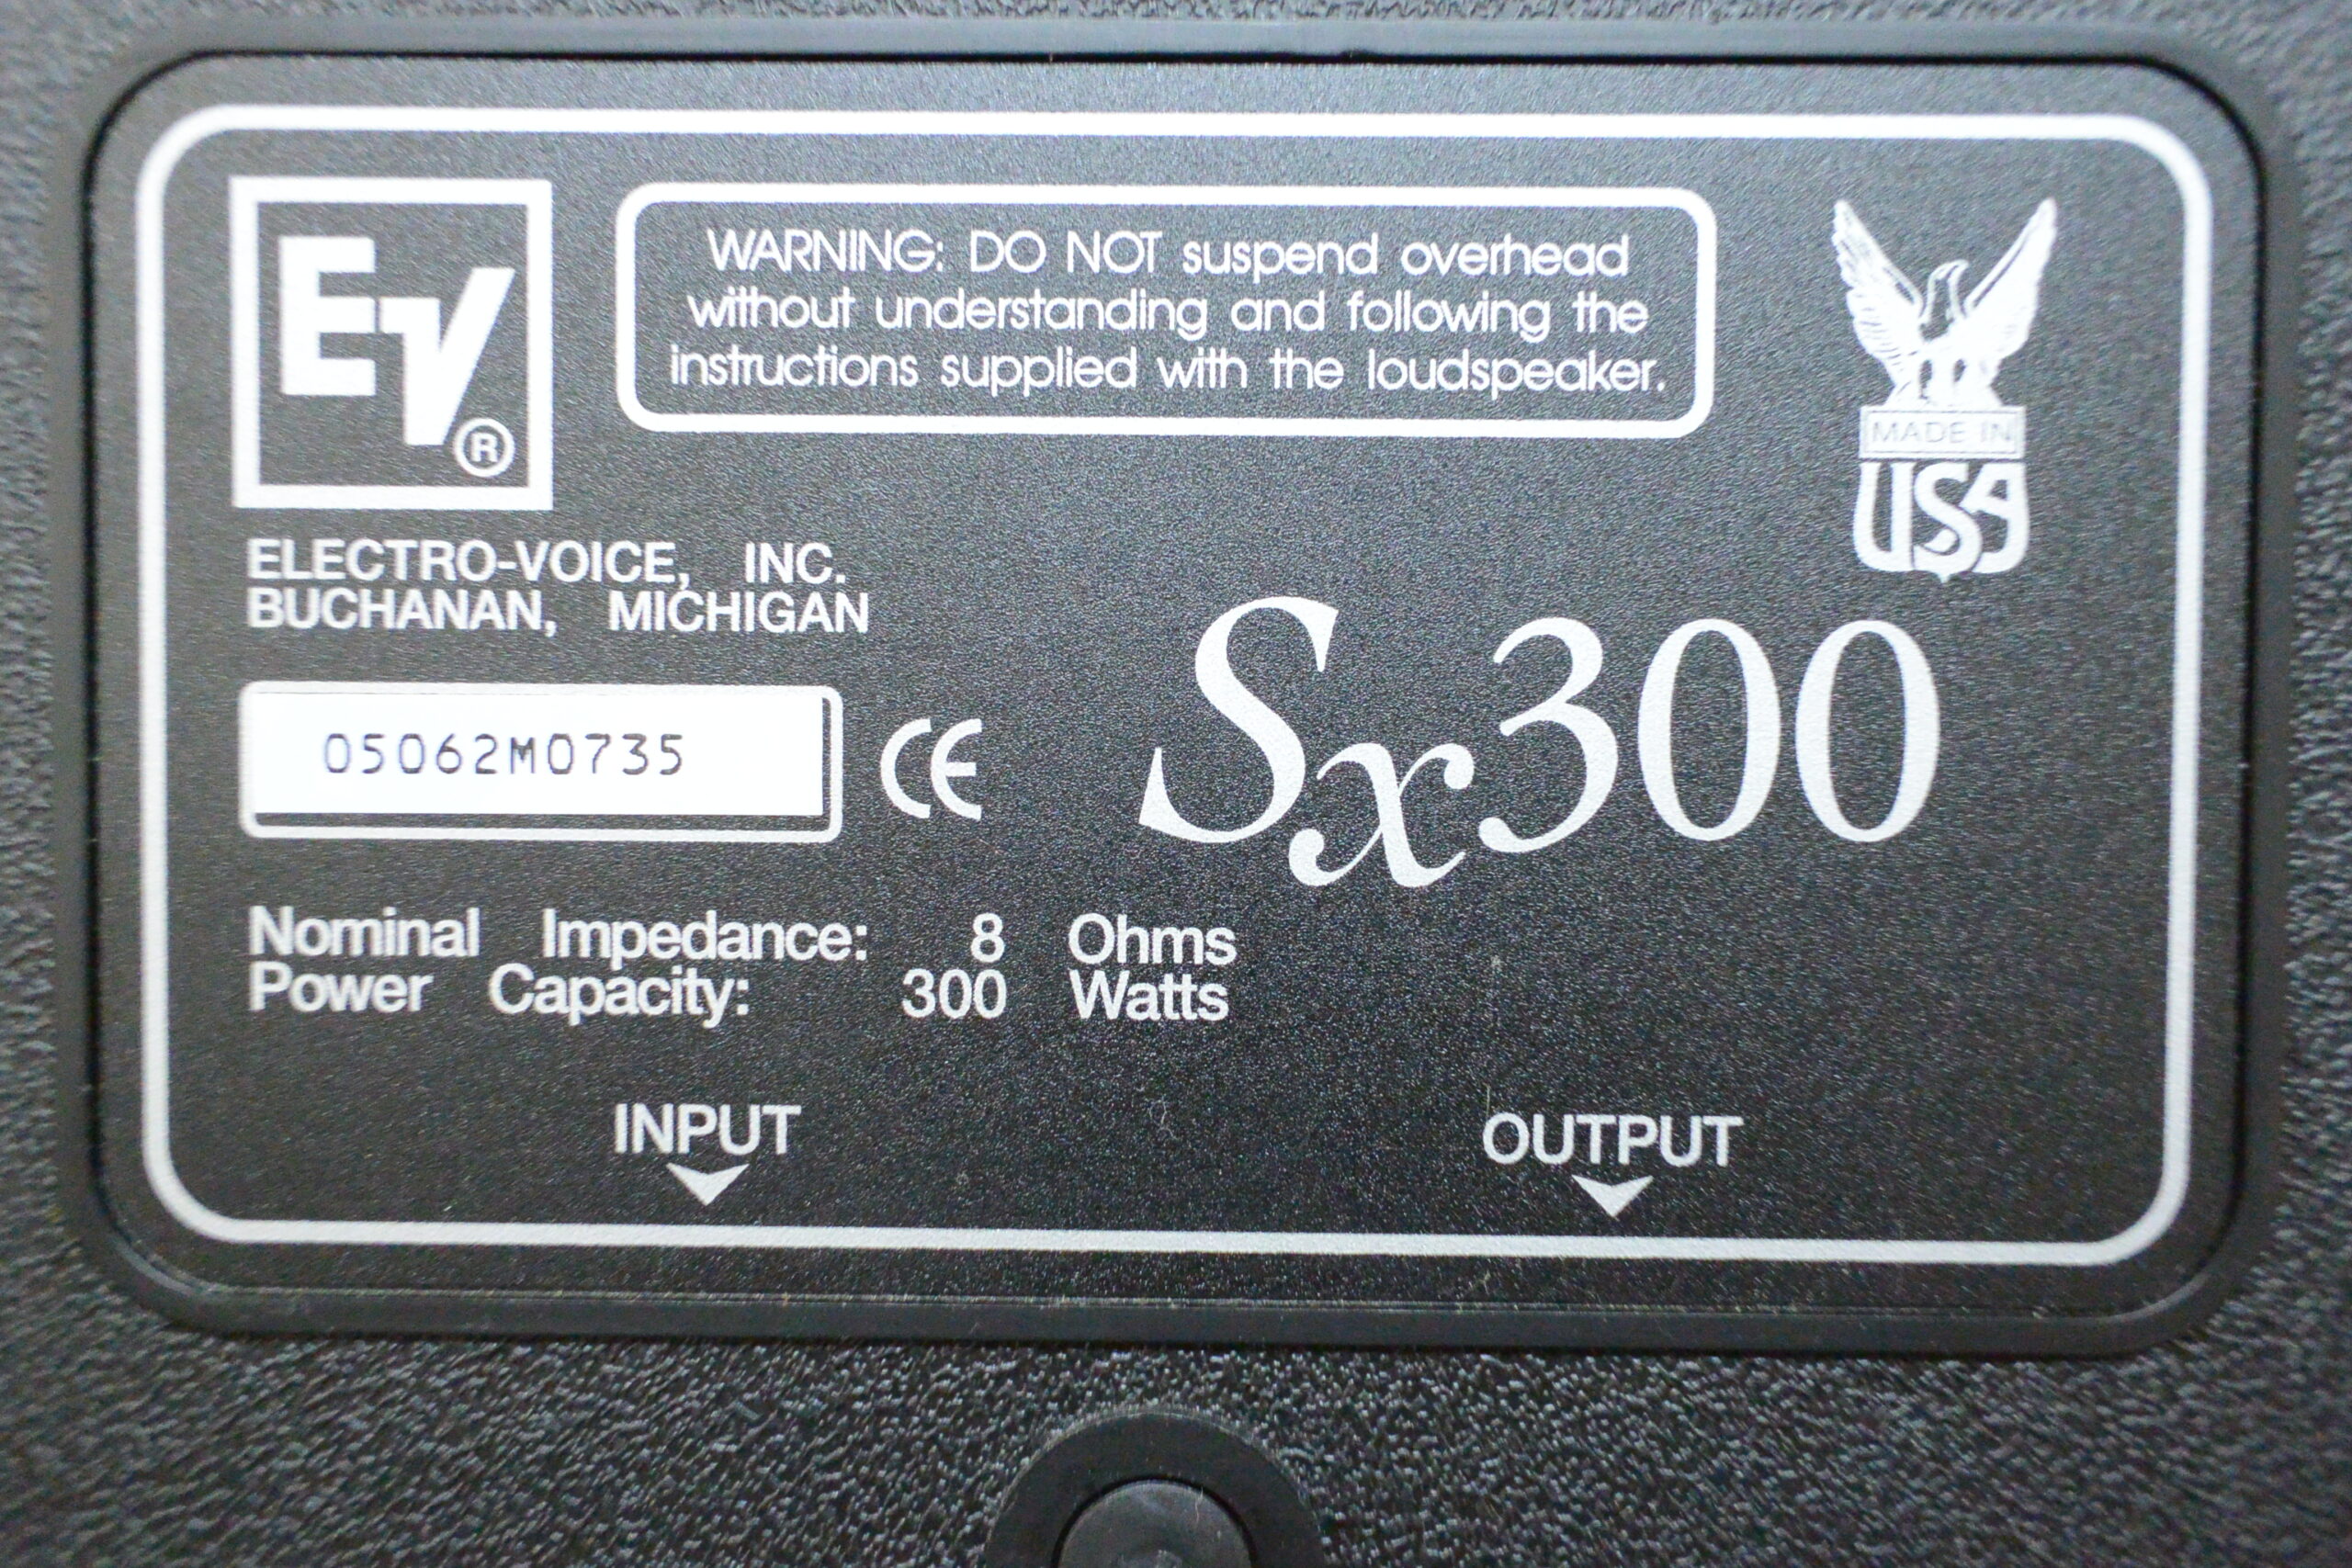 EV®
WARNING: DO NOT suspend overhead
without understanding and following the
instructions supplied with the loudspeaker.
MADE IN
USA
ELECTRO-VOICE, INC.
BUCHANAN, MICHIGAN
05062M0735
CE
Sx300
Nominal Impedance: 8 Ohms
Power Capacity: 300 Watts
INPUT
OUTPUT